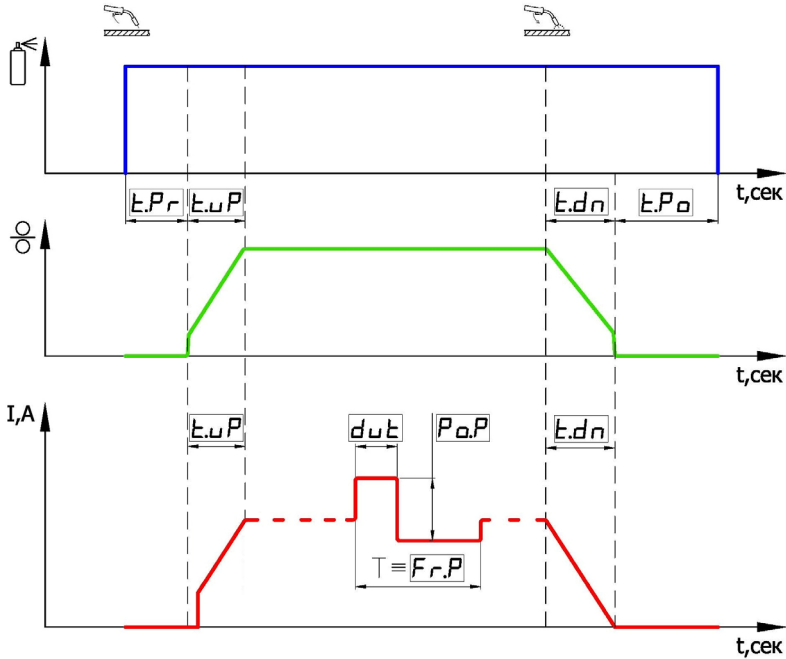 t,сек
t.Pr
t.uP
t.dn
t.Po
t,сек
I,A
t.uP
dut
Po.P
t.dn
T ≡ Fr.P
t,сек